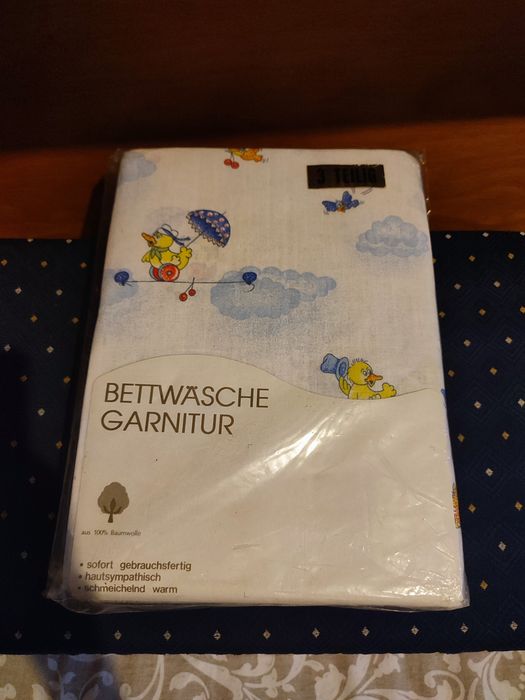 3 TEILIG
BETTWÄSCHE
GARNITUR
aus 100% Baumwolle
• sofort gebrauchsfertig
• hautsympathisch
• schmeichelnd warm